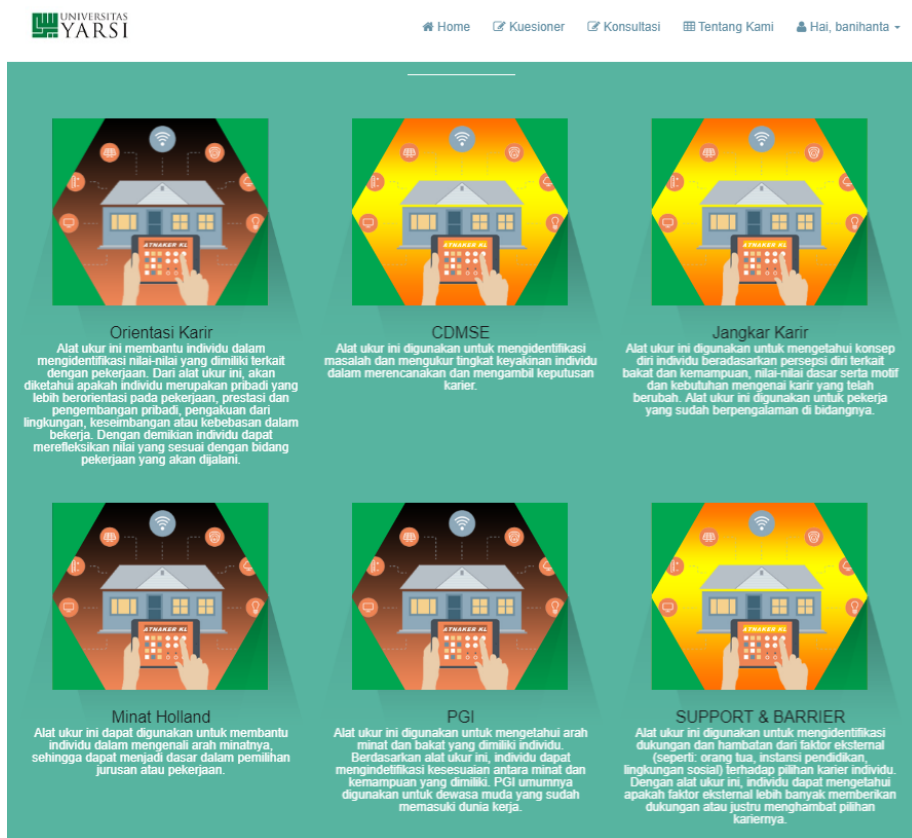 UNIVERSITAS
YARSI
Home Kuesioner Konsultasi Tentang Kami Hai, banihanta
ATNAKER KL
ATNAKER KL
ATNAKER KL
Orientasi Karir
Alat ukur ini membantu individu dalam
mengidentifikasi nilai-nilai yang dimiliki terkait
dengan pekerjaan. Dari alat ukur ini, akan
diketahui apakah individu merupakan pribadi yang
lebih berorientasi pada pekerjaan, prestasi dan
pengembangan pribadi, pengakuan dari
lingkungan, keseimbangan atau kebebasan dalam
bekerja. Dengan demikian individu dapat
merefleksikan nilai yang sesuai dengan bidang
pekerjaan yang akan dijalani.
CDMSE
Alat ukur ini digunakan untuk mengidentifikasi
masalah dan mengukur tingkat keyakinan individu
dalam merencanakan dan mengambil keputusan
karier.
Jangkar Karir
Alat ukur ini digunakan untuk mengetahui konsep
diri individu beradasarkan persepsi diri terkait
bakat dan kemampuan, nilai-nilai dasar serta motif
dan kebutuhan mengenai karir yang telah
berubah. Alat ukur ini digunakan untuk pekerja
yang sudah berpengalaman di bidangnya.
ATNAKER KL
ATNAKER KL
ATNAKER KL
Minat Holland
Alat ukur ini dapat digunakan untuk membantu
individu dalam mengenali arah minatnya,
sehingga dapat menjadi dasar dalam pemilihan
jurusan atau pekerjaan.
PGI
Alat ukur ini digunakan untuk mengetahui arah
minat dan bakat yang dimiliki individu.
Berdasarkan alat ukur ini, individu dapat
mengindetifikasi kesesuaian antara minat dan
kemampuan yang dimiliki. PGI umumnya
digunakan untuk dewasa muda yang sudah
memasuki dunia kerja.
SUPPORT & BARRIER
Alat ukur ini digunakan untuk mengidentifikasi
dukungan dan hambatan dari faktor eksternal
(seperti: orang tua, instansi pendidikan,
lingkungan sosial) terhadap pilihan karier individu.
Dengan alat ukur ini, individu dapat mengetahui
apakah faktor eksternal lebih banyak memberikan
dukungan atau justru menghambat pilihan
kariernya.